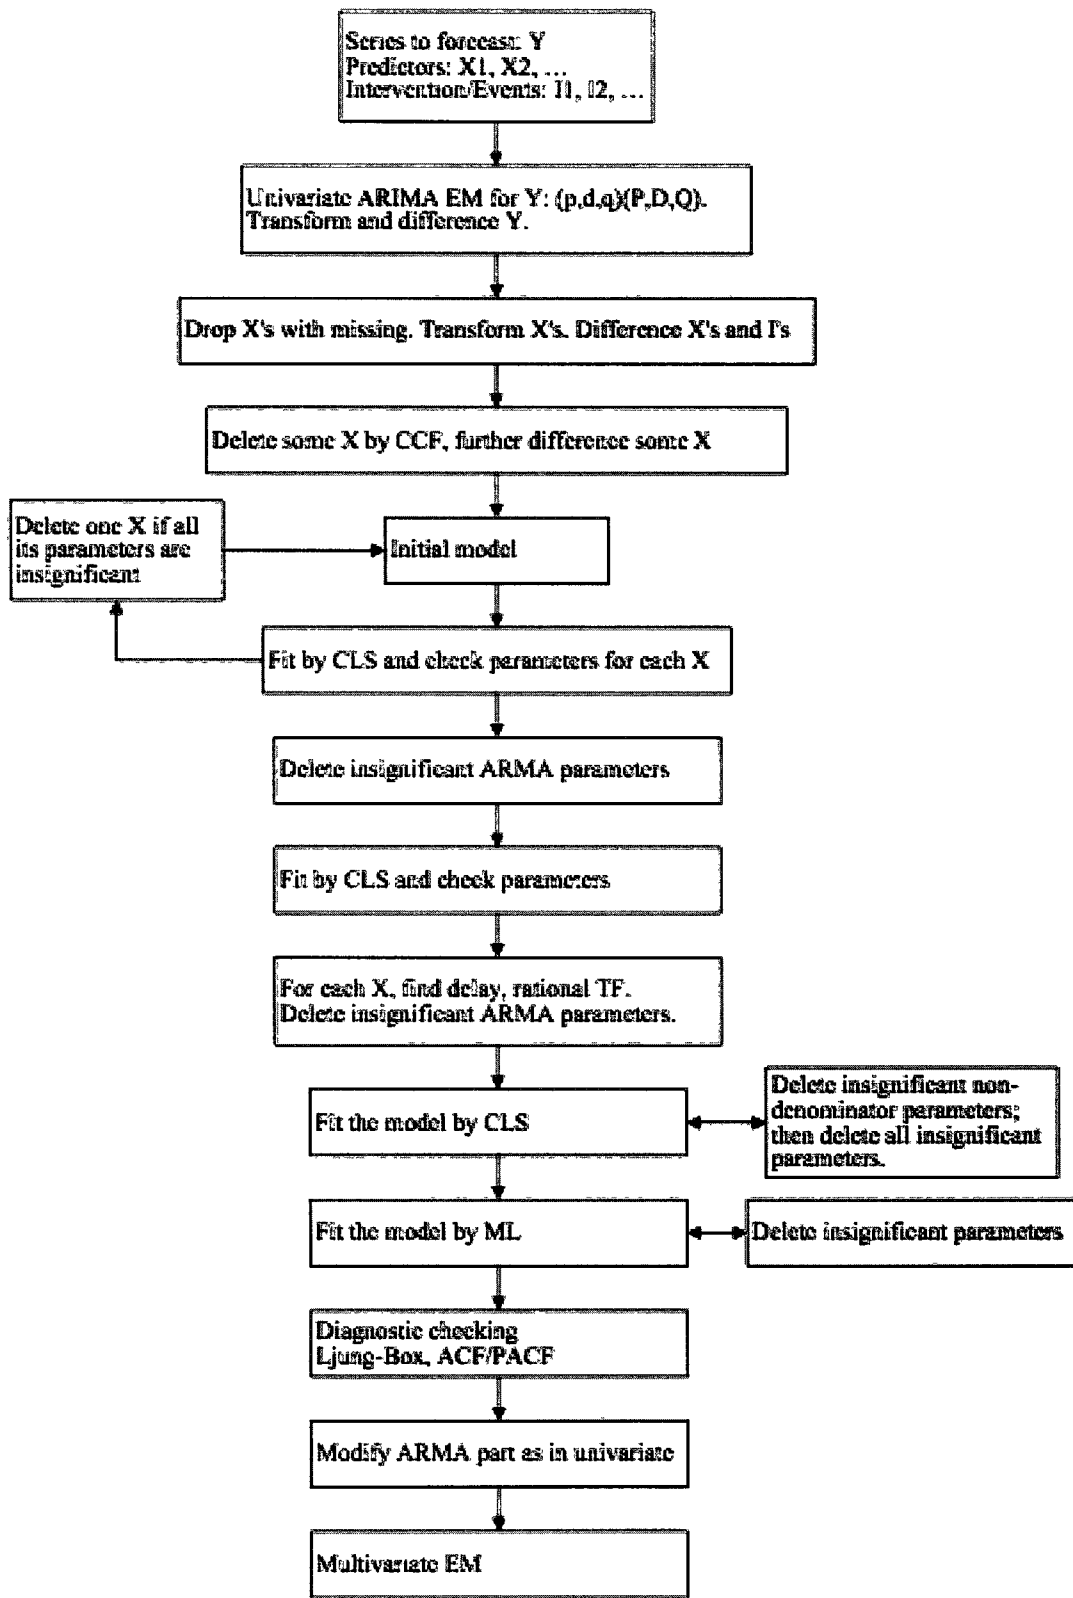 Series to forecast: Y
Predictors: X1, X2, ...
Intervention/Events: I1, I2, ...
Univariate ARIMA EM for Y: (p,d,q)(P,D,Q).
Transform and difference Y.
Drop X's with missing. Transform X's. Difference X's and I's
Delete some X by CCF, further difference some X
Delete one X if all
its parameters are
insignificant
Initial model
Fit by CLS and check parameters for each X
Delete insignificant ARMA parameters
Fit by CLS and check parameters
For each X, find delay, rational TF.
Delete insignificant ARMA parameters.
Fit the model by CLS
Delete insignificant non-
denominator parameters;
then delete all insignificant
parameters.
Fit the model by ML
Delete insignificant parameters
Diagnostic checking
Ljung-Box, ACF/PACF
Modify ARMA part as in univariate
Multivariate EM